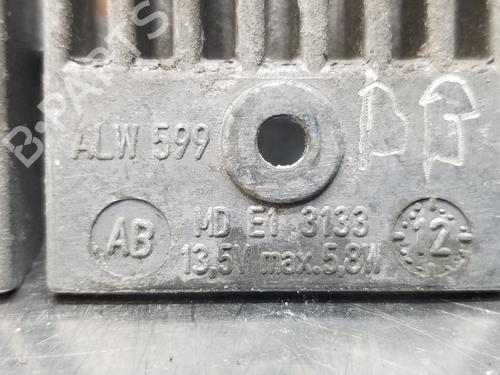 B-PARTS
ALW 599
AB
MD E1 3133
12
13,5V max.5,8W